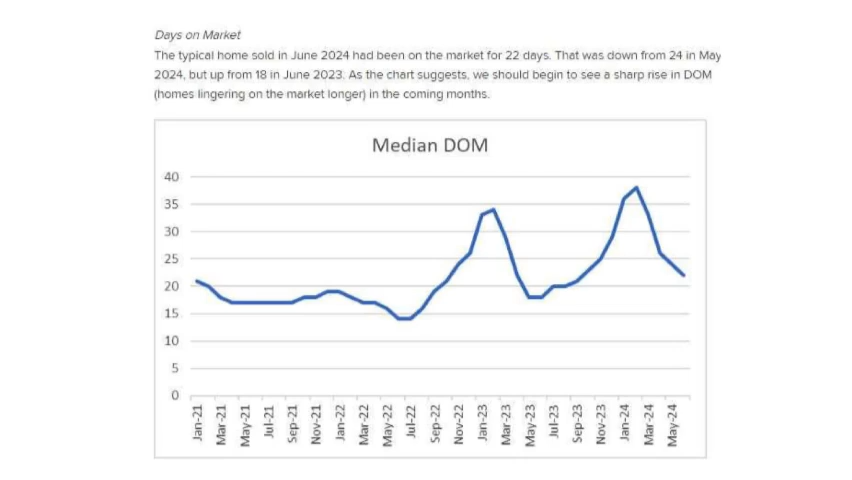 Days on Market
The typical home sold in June 2024 had been on the market for 22 days. That was down from 24 in May
2024, but up from 18 in June 2023. As the chart suggests, we should begin to see a sharp rise in DOM
(homes lingering on the market longer) in the coming months.
Median DOM
40
35
30
25
20
15
10
5
0
Jan-21
Mar-21
May-21
Jul-21
Sep-21
Nov-21
Jan-22
Mar-22
May-22
Jul-22
Sep-22
Nov-22
Jan-23
Mar-23
May-23
Jul-23
Sep-23
Nov-23
Jan-24
Mar-24
May-24